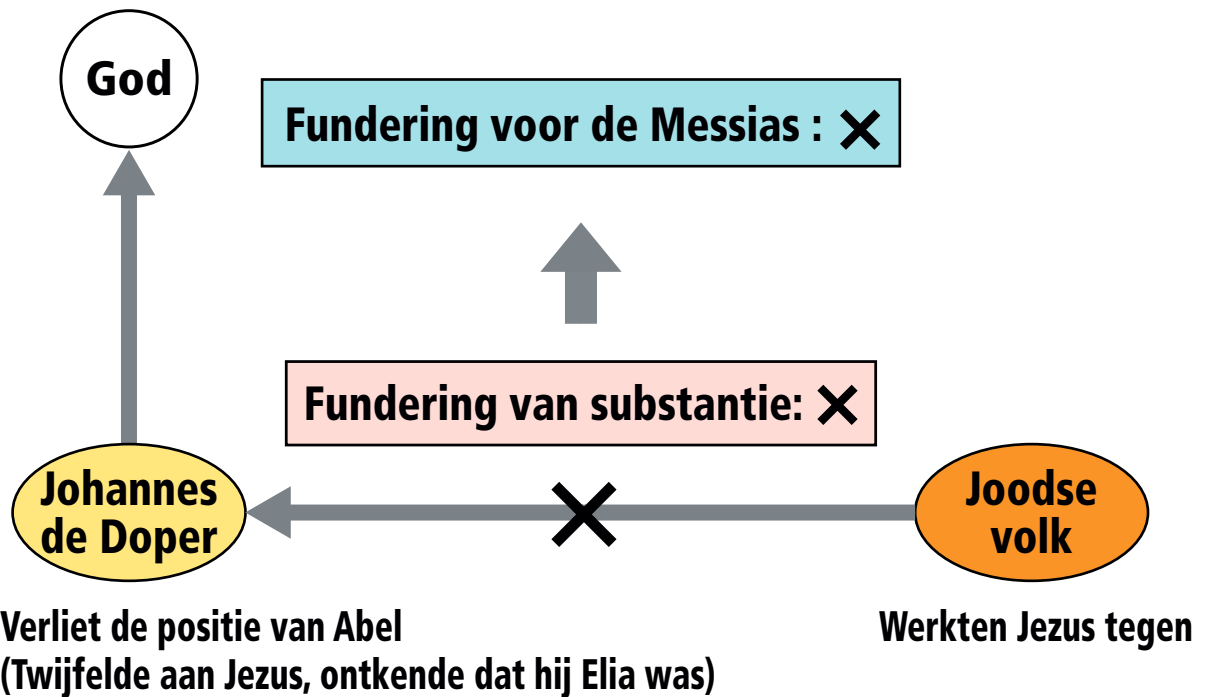 God
Fundering voor de Messias : ✕
Fundering van substantie: ✕
Johannes
de Doper
Joodse
volk
Verliet de positie van Abel
(Twijfelde aan Jezus, ontkende dat hij Elia was)
Werkten Jezus tegen